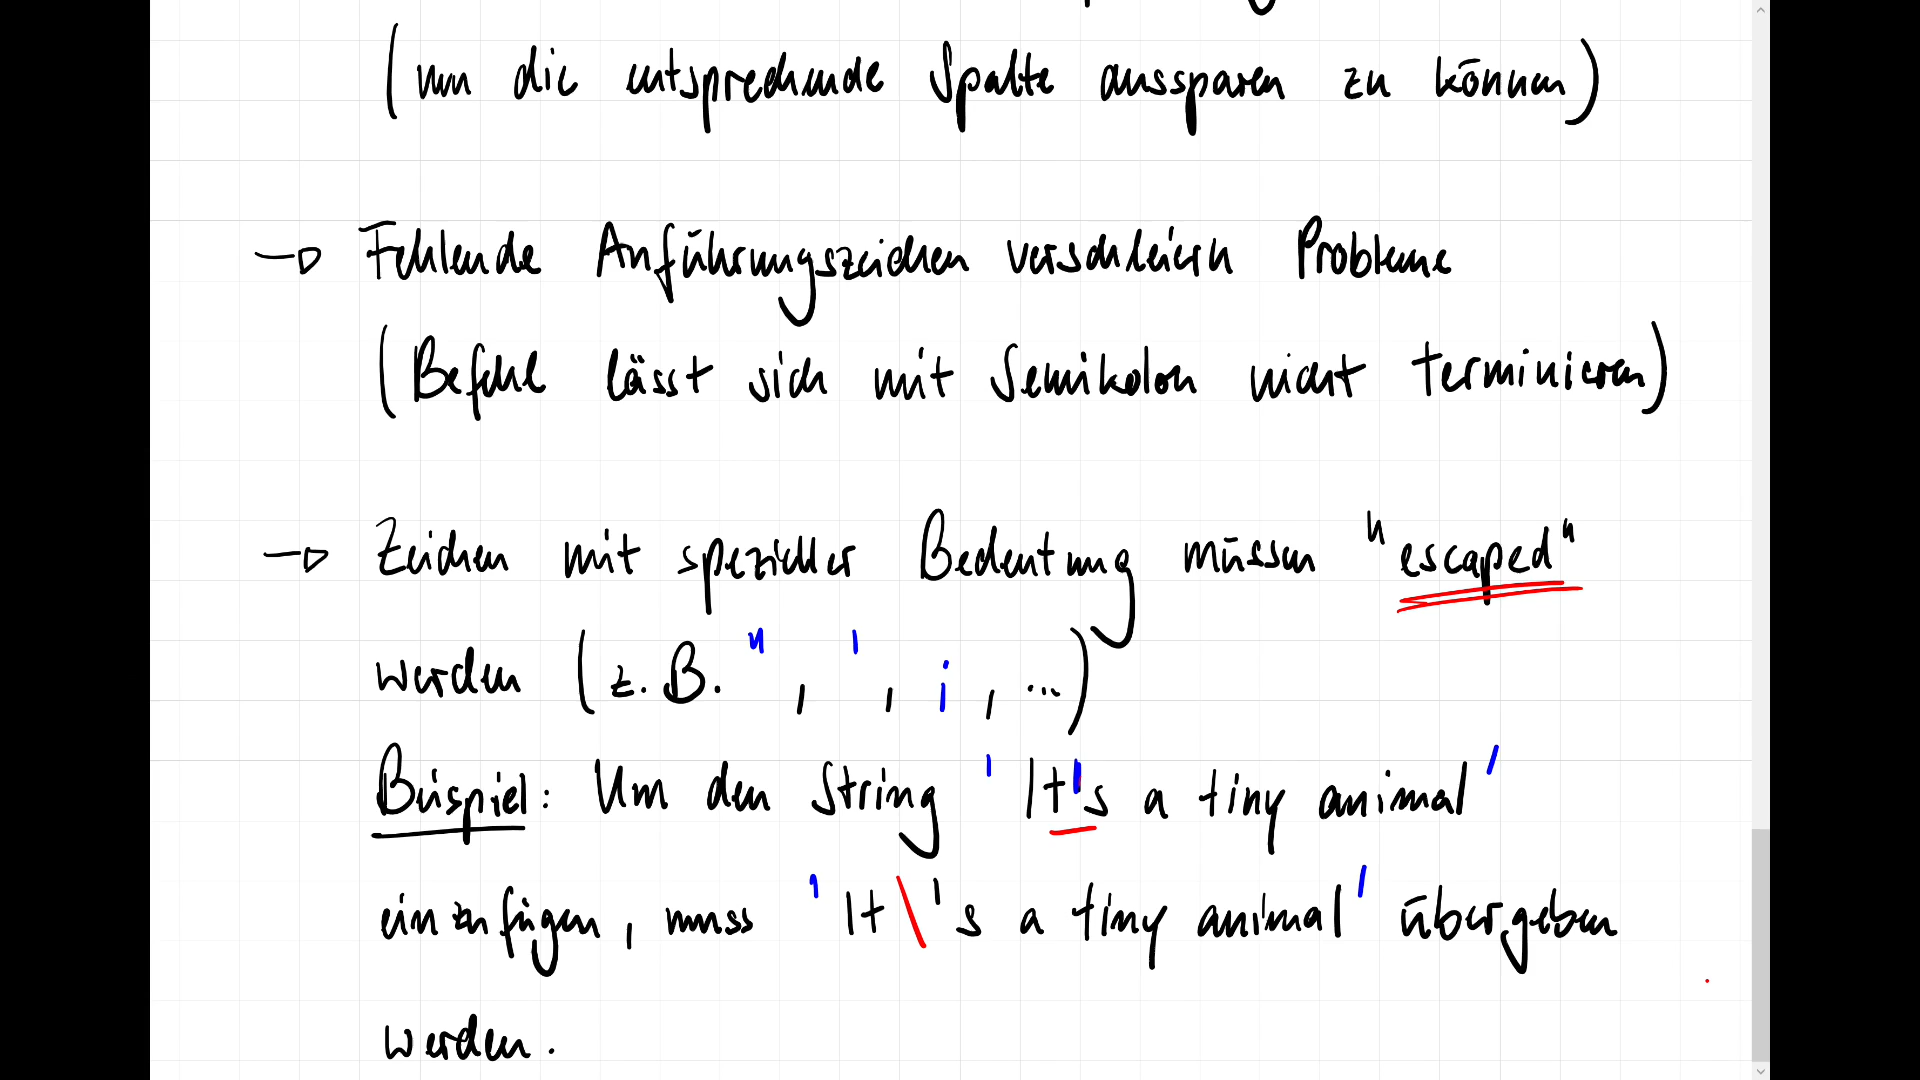 (um die entsprechende Spalte aussparen zu können)
→ Fehlende Anführungszeichen verschleiern Probleme
(Befehl lässt sich mit Semikolon nicht terminieren)
→ Zeichen mit spezieller Bedeutung müssen "escaped"
werden (z.B. ", ', ;, ...)
Beispiel: Um den String 'It's a tiny animal'
einzufügen, muss 'It\'s a tiny animal' übergeben
werden.